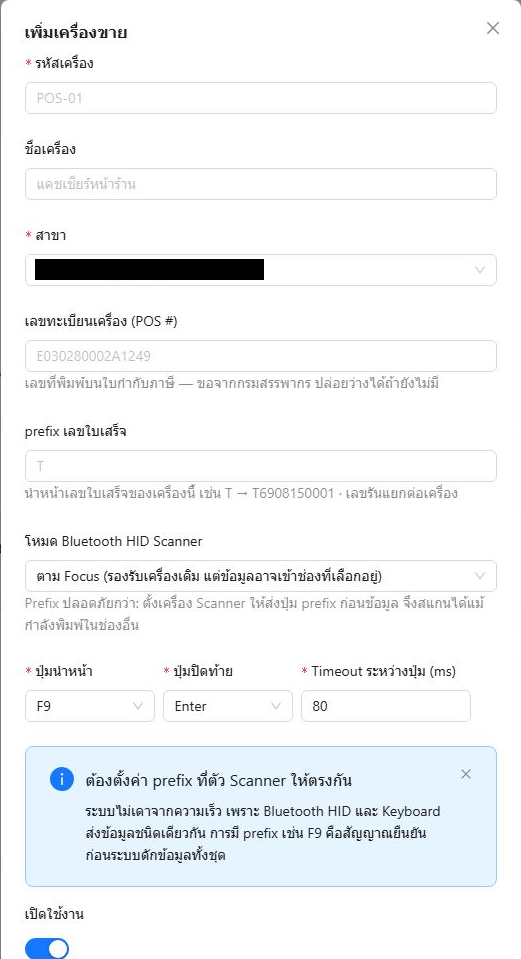 เพิ่มเครื่องขาย
* รหัสเครื่อง
POS-01
ชื่อเครื่อง
แคชเชียร์หน้าร้าน
* สาขา
เลขทะเบียนเครื่อง (POS #)
E030280002A1249
เลขที่พิมพ์บนใบกำกับภาษี — ขอจากกรมสรรพากร ปล่อยว่างได้ถ้ายังไม่มี
prefix เลขใบเสร็จ
T
นำหน้าเลขใบเสร็จของเครื่องนี้ เช่น T → T6908150001 · เลขรันแยกต่อเครื่อง
โหมด Bluetooth HID Scanner
ตาม Focus (รองรับเครื่องเดิม แต่ข้อมูลอาจเข้าช่องที่เลือกอยู่)
Prefix ปลอดภัยกว่า: ตั้งเครื่อง Scanner ให้ส่งปุ่ม prefix ก่อนข้อมูล จึงสแกนได้แม้
กำลังพิมพ์ในช่องอื่น
* ปุ่มนำหน้า * ปุ่มปิดท้าย * Timeout ระหว่างปุ่ม (ms)
F9 Enter 80
ต้องตั้งค่า prefix ที่ตัว Scanner ให้ตรงกัน
ระบบไม่เดาจากความเร็ว เพราะ Bluetooth HID และ Keyboard
ส่งข้อมูลชนิดเดียวกัน การมี prefix เช่น F9 คือสัญญาณยืนยัน
ก่อนระบบดักข้อมูลทั้งชุด
เปิดใช้งาน